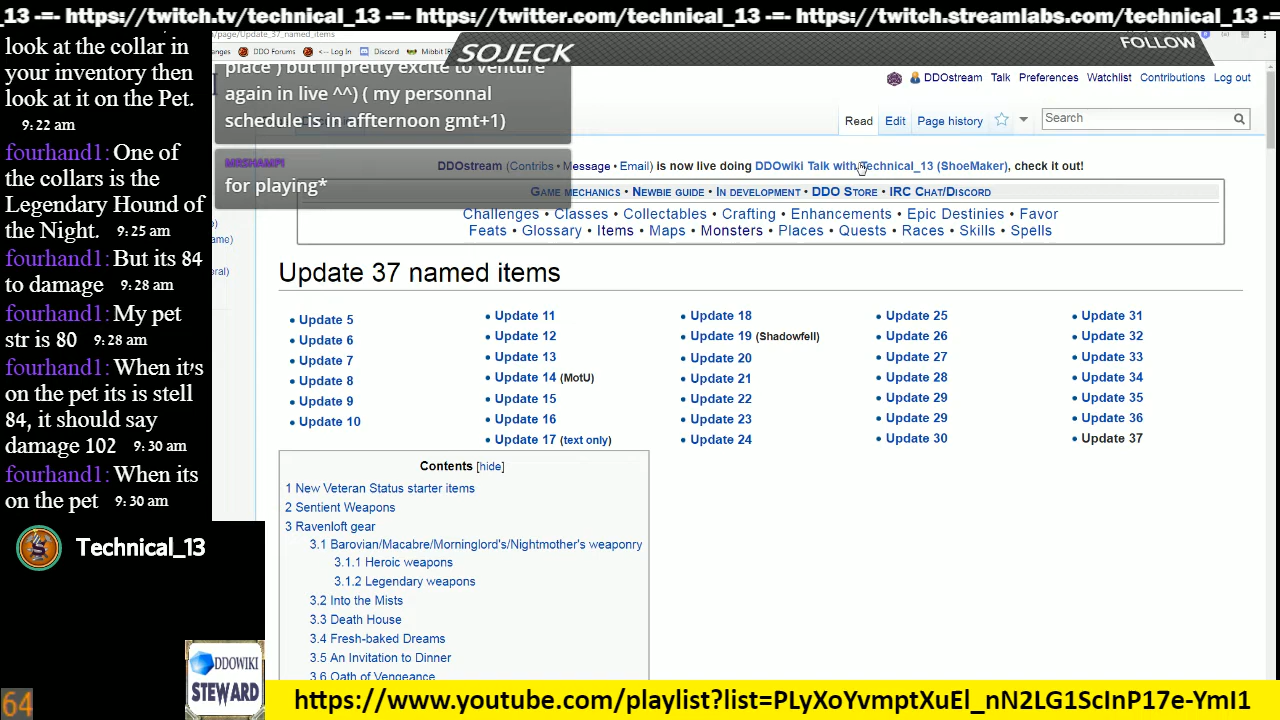 _13 -=- https://twitch.tv/technical_13 -=- https://twitter.com/technical_13 -=- https://twitch.streamlabs.com/technical_13 -=
look at the collar in
your inventory then
look at it on the Pet.
9:22 am
fourhand1: One of
the collars is the
Legendary Hound of
the Night. 9:25 am
fourhand1: But its 84
to damage 9:28 am
fourhand1: My pet
str is 80 9:28 am
fourhand1: When it's
on the pet its is stell
84, it should say
damage 102 9:30 am
fourhand1: When its
on the pet 9:30 am
Technical_13
64
DDOWIKI
STEWARD
/page/Update_37_named_items
DDO Forums <-- Log In Discord Mibbit
SOJECK
FOLLOW
place ) but ill pretty excite to venture
again in live ^^) ( my personnal
schedule is in affternoon gmt+1)
MRSHAMPI
for playing*
DDOstream Talk Preferences Watchlist Contributions Log out
Read Edit Page history Search
DDOstream (Contribs • Message • Email) is now live doing DDOwiki Talk with Technical_13 (ShoeMaker), check it out!
Game mechanics • Newbie guide • In development • DDO Store • IRC Chat/Discord
Challenges • Classes • Collectables • Crafting • Enhancements • Epic Destinies • Favor
Feats • Glossary • Items • Maps • Monsters • Places • Quests • Races • Skills • Spells
Update 37 named items
• Update 5
• Update 6
• Update 7
• Update 8
• Update 9
• Update 10
• Update 11
• Update 12
• Update 13
• Update 14 (MotU)
• Update 15
• Update 16
• Update 17 (text only)
• Update 18
• Update 19 (Shadowfell)
• Update 20
• Update 21
• Update 22
• Update 23
• Update 24
• Update 25
• Update 26
• Update 27
• Update 28
• Update 29
• Update 29
• Update 30
• Update 31
• Update 32
• Update 33
• Update 34
• Update 35
• Update 36
• Update 37
Contents [hide]
1 New Veteran Status starter items
2 Sentient Weapons
3 Ravenloft gear
3.1 Barovian/Macabre/Morninglord's/Nightmother's weaponry
3.1.1 Heroic weapons
3.1.2 Legendary weapons
3.2 Into the Mists
3.3 Death House
3.4 Fresh-baked Dreams
3.5 An Invitation to Dinner
3.6 Oath of Vengeance
https://www.youtube.com/playlist?list=PLyXoYvmptXuEl_nN2LG1ScInP17e-YmI1